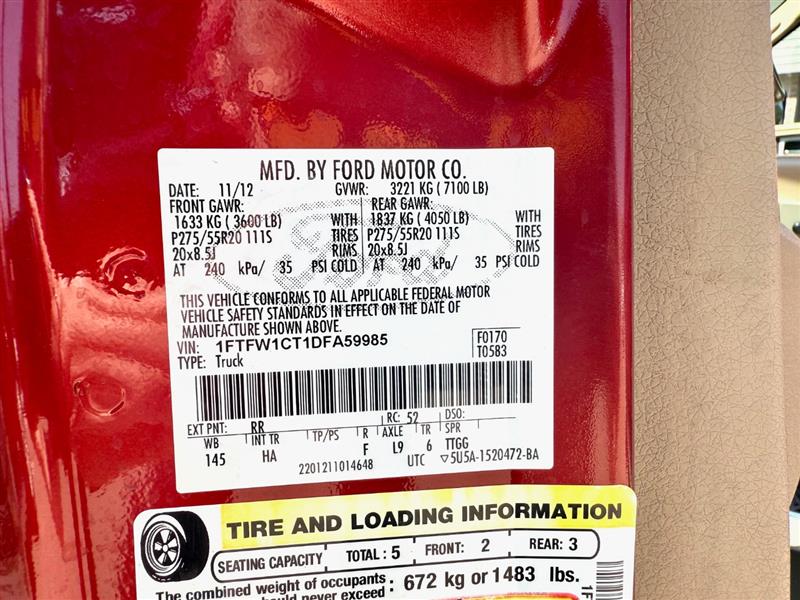 MFD. BY FORD MOTOR CO.
DATE: 11/12 GVWR: 3221 KG ( 7100 LB)
FRONT GAWR: REAR GAWR:
1633 KG ( 3600 LB) WITH 1837 KG ( 4050 LB) WITH
P275/55R20 111S TIRES P275/55R20 111S TIRES
20x8.5J RIMS 20x8.5J RIMS
AT 240 kPa/ 35 PSI COLD AT 240 kPa/ 35 PSI COLD
Ford
THIS VEHICLE CONFORMS TO ALL APPLICABLE FEDERAL MOTOR
VEHICLE SAFETY STANDARDS IN EFFECT ON THE DATE OF
MANUFACTURE SHOWN ABOVE.
VIN: 1FTFW1CT1DFA59985 F0170
TYPE: Truck T0583
EXT PNT: RR RC: 52 DSO:
WB INT TR TP/PS R AXLE TR SPR
145 HA F L9 6 TTGG
2201211014648 UTC ▽5U5A-1520472-BA
TIRE AND LOADING INFORMATION
SEATING CAPACITY TOTAL : 5 FRONT: 2 REAR: 3
The combined weight of occupants : 672 kg or 1483 lbs.
should never exceed
1F